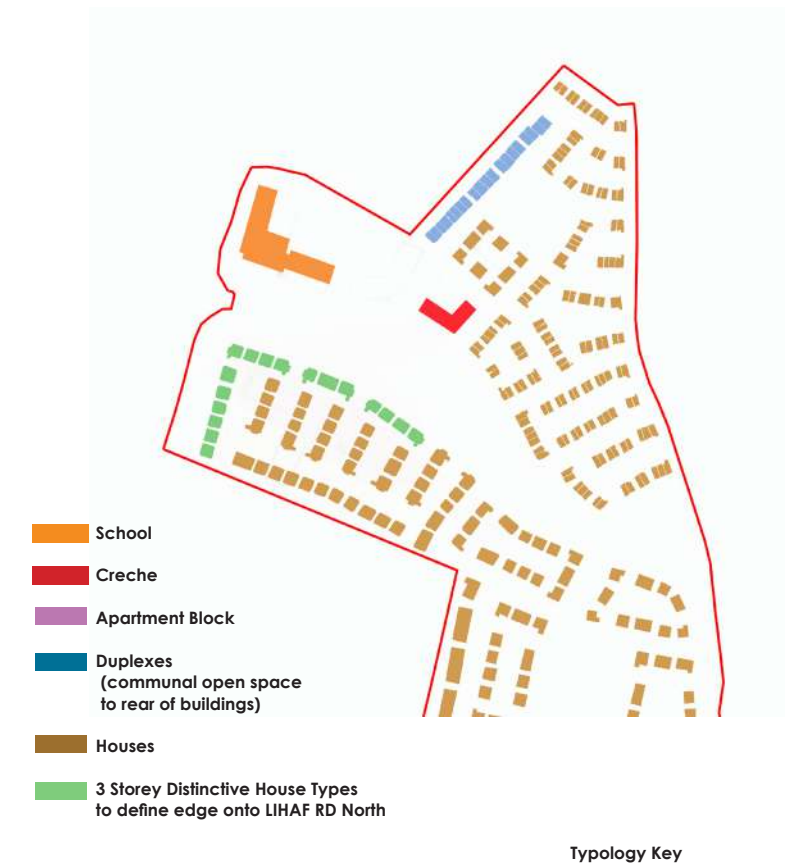 School
Creche
Apartment Block
Duplexes
(communal open space
to rear of buildings)
Houses
3 Storey Distinctive House Types
to define edge onto LIHAF RD North
Typology Key